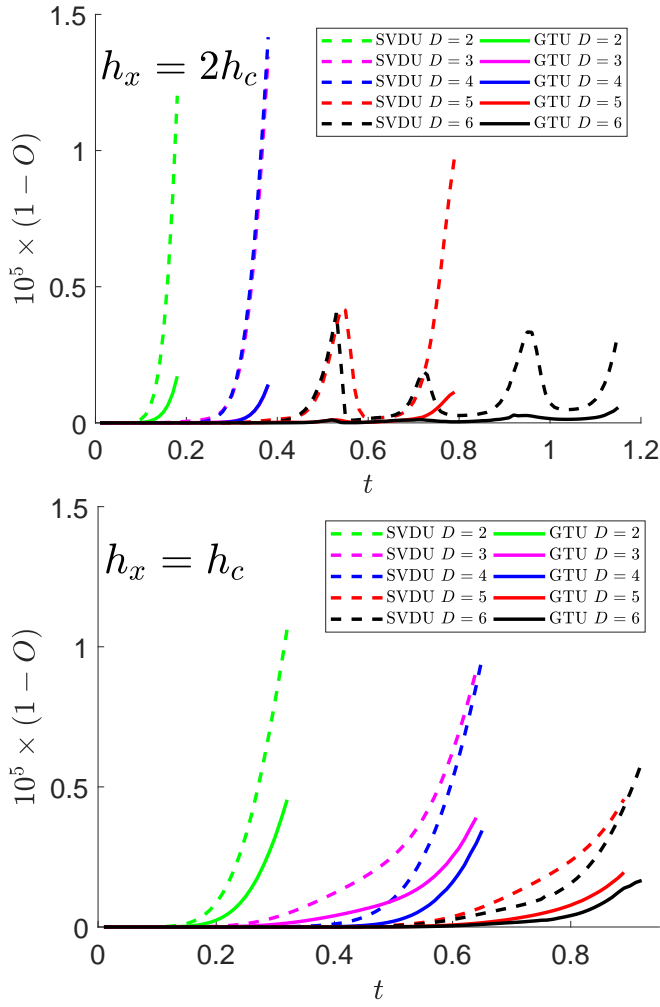 1.5
h_x = 2h_c
SVDU D = 2 GTU D = 2
SVDU D = 3 GTU D = 3
SVDU D = 4 GTU D = 4
SVDU D = 5 GTU D = 5
SVDU D = 6 GTU D = 6
1
10^5 × (1 − O)
0.5
0
0 0.2 0.4 0.6 0.8 1 1.2
t
1.5
h_x = h_c
SVDU D = 2 GTU D = 2
SVDU D = 3 GTU D = 3
SVDU D = 4 GTU D = 4
SVDU D = 5 GTU D = 5
SVDU D = 6 GTU D = 6
1
10^5 × (1 − O)
0.5
0
0 0.2 0.4 0.6 0.8
t